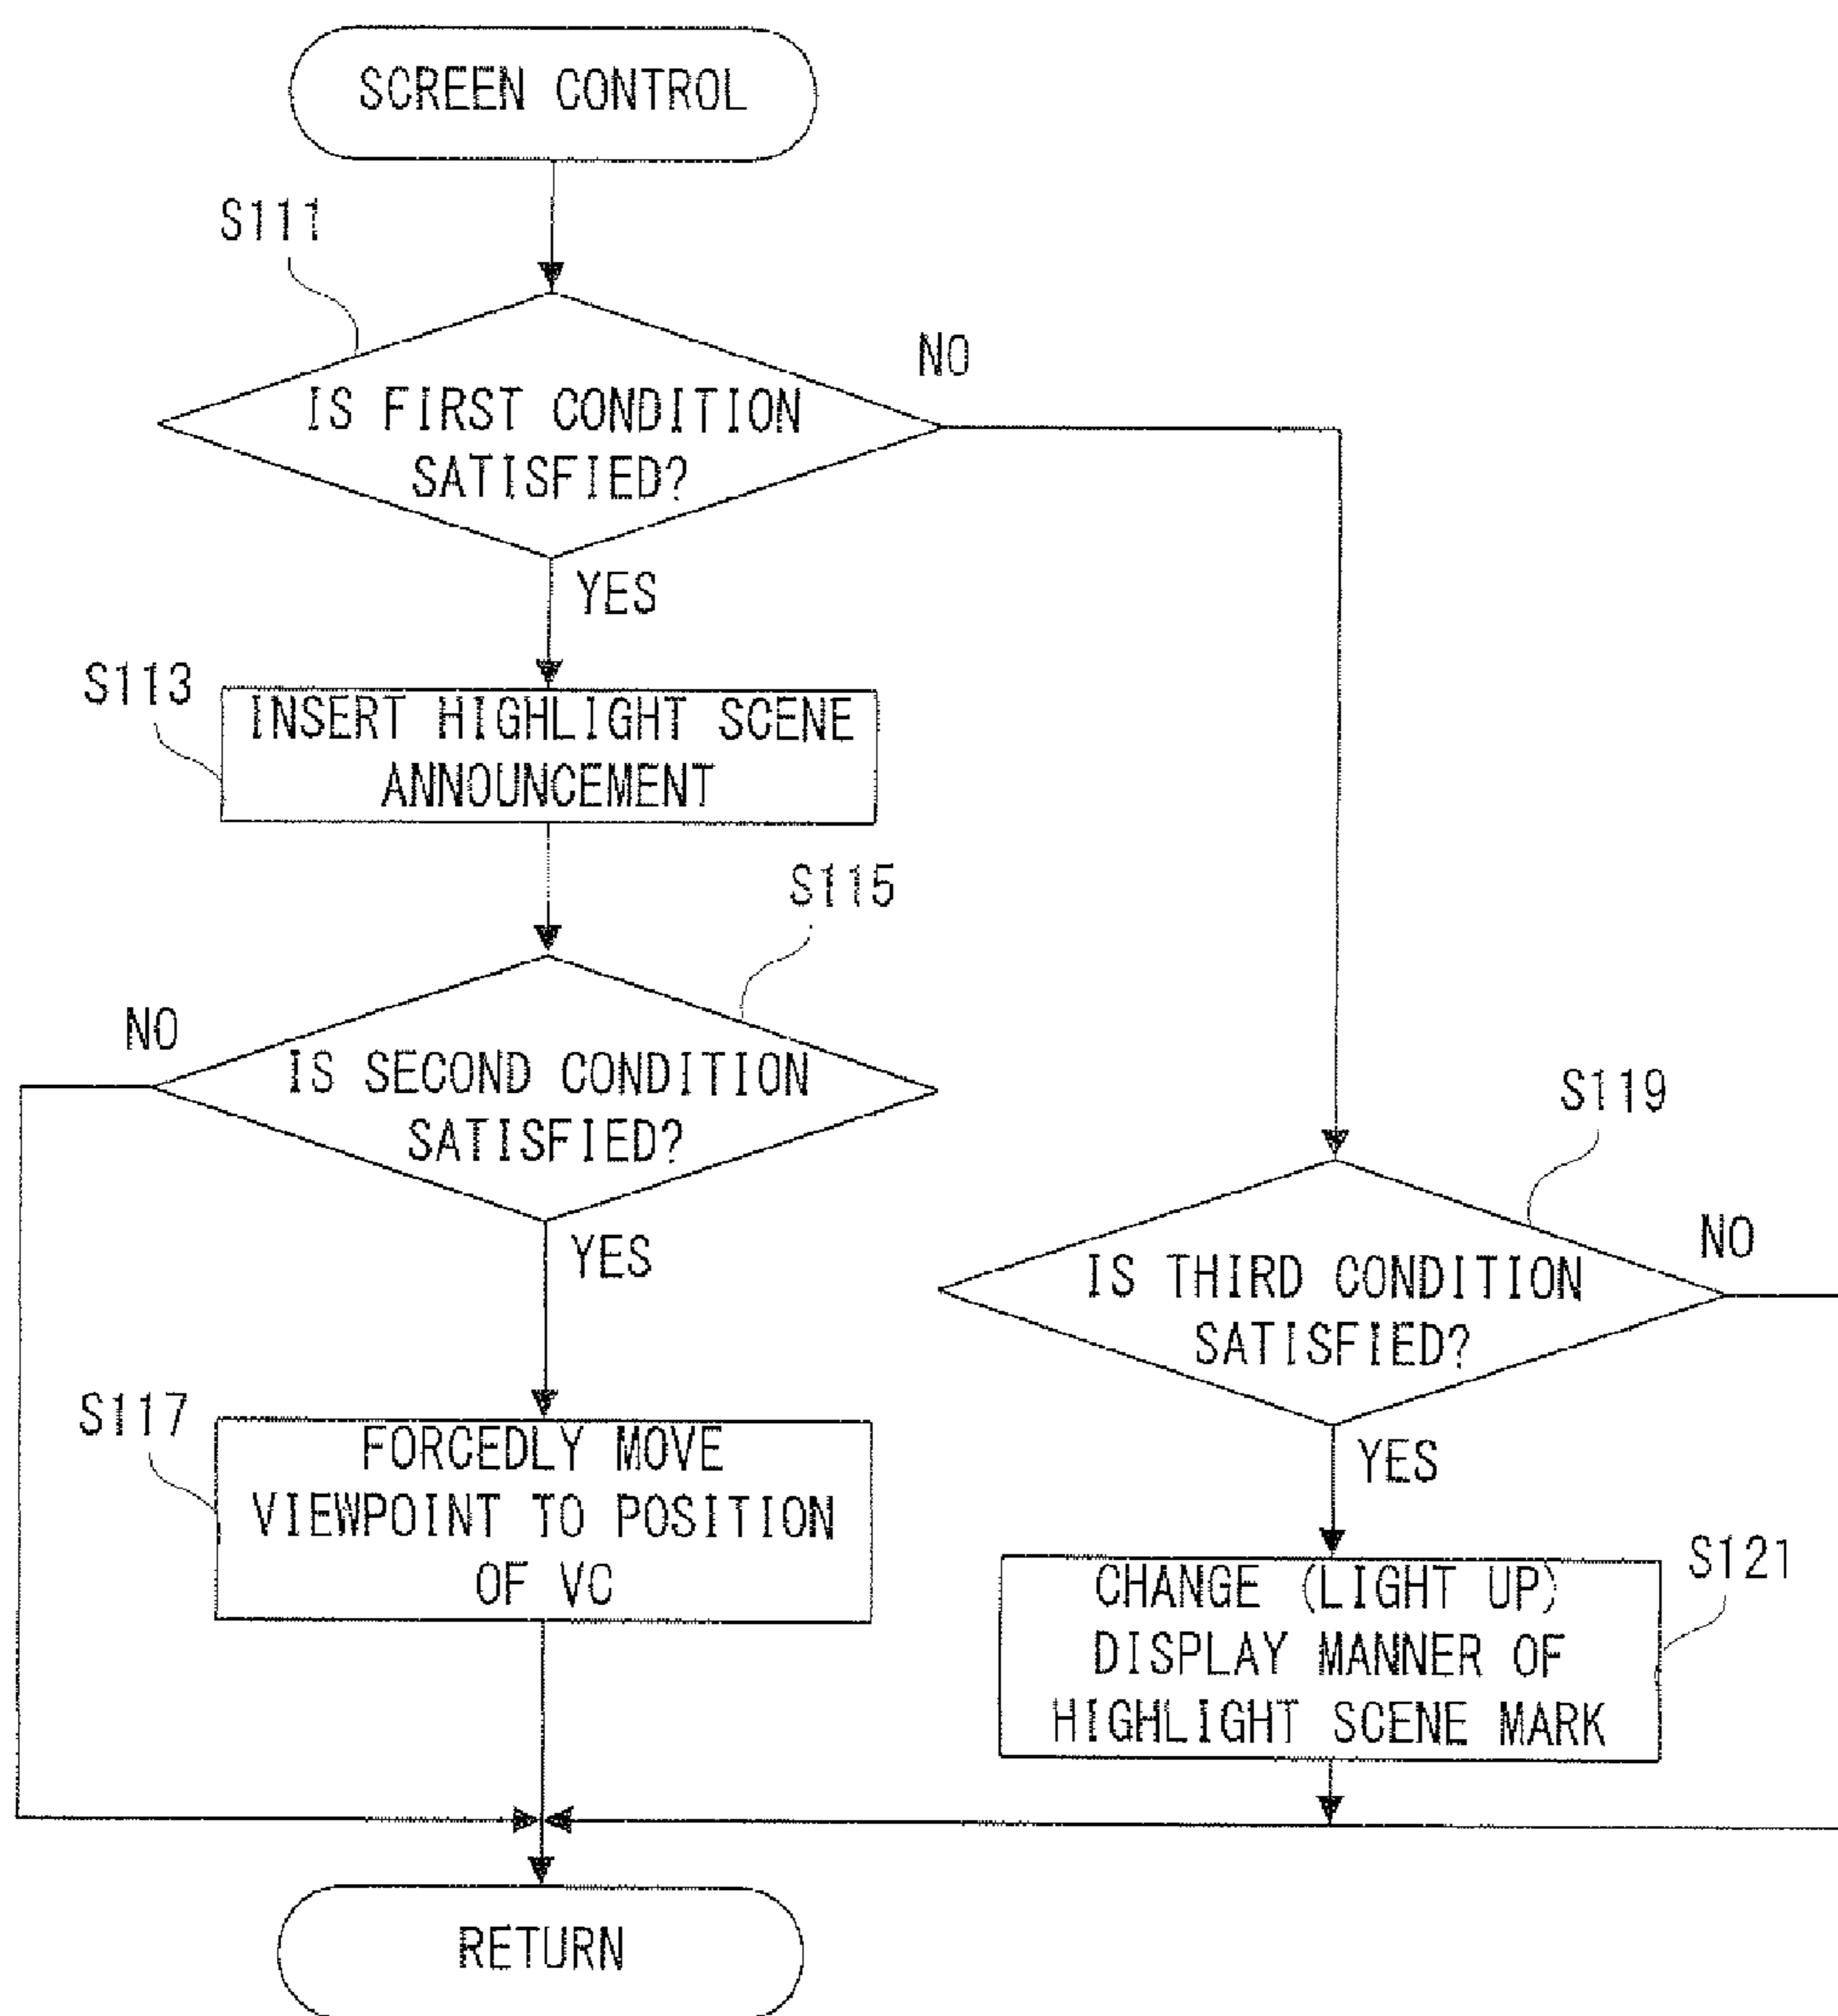 SCREEN CONTROL
S111
NO
IS FIRST CONDITION
SATISFIED?
YES
S113
INSERT HIGHLIGHT SCENE
ANNOUNCEMENT
S115
NO
IS SECOND CONDITION
SATISFIED?
YES
S119
NO
IS THIRD CONDITION
SATISFIED?
YES
S117
FORCEDLY MOVE
VIEWPOINT TO POSITION
OF VC
S121
CHANGE (LIGHT UP)
DISPLAY MANNER OF
HIGHLIGHT SCENE MARK
RETURN